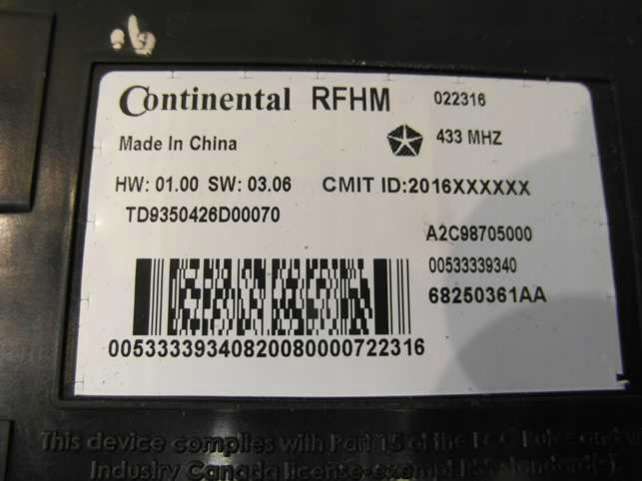 Continental RFHM 022316
Made In China 433 MHZ
HW: 01.00 SW: 03.06 CMIT ID:2016XXXXXX
TD9350426D00070
A2C98705000
00533339340
68250361AA
00533339340820080000722316
This device complies with Part 15 of the FCC Rules and
Industry Canada license-exempt RSS standard(s).